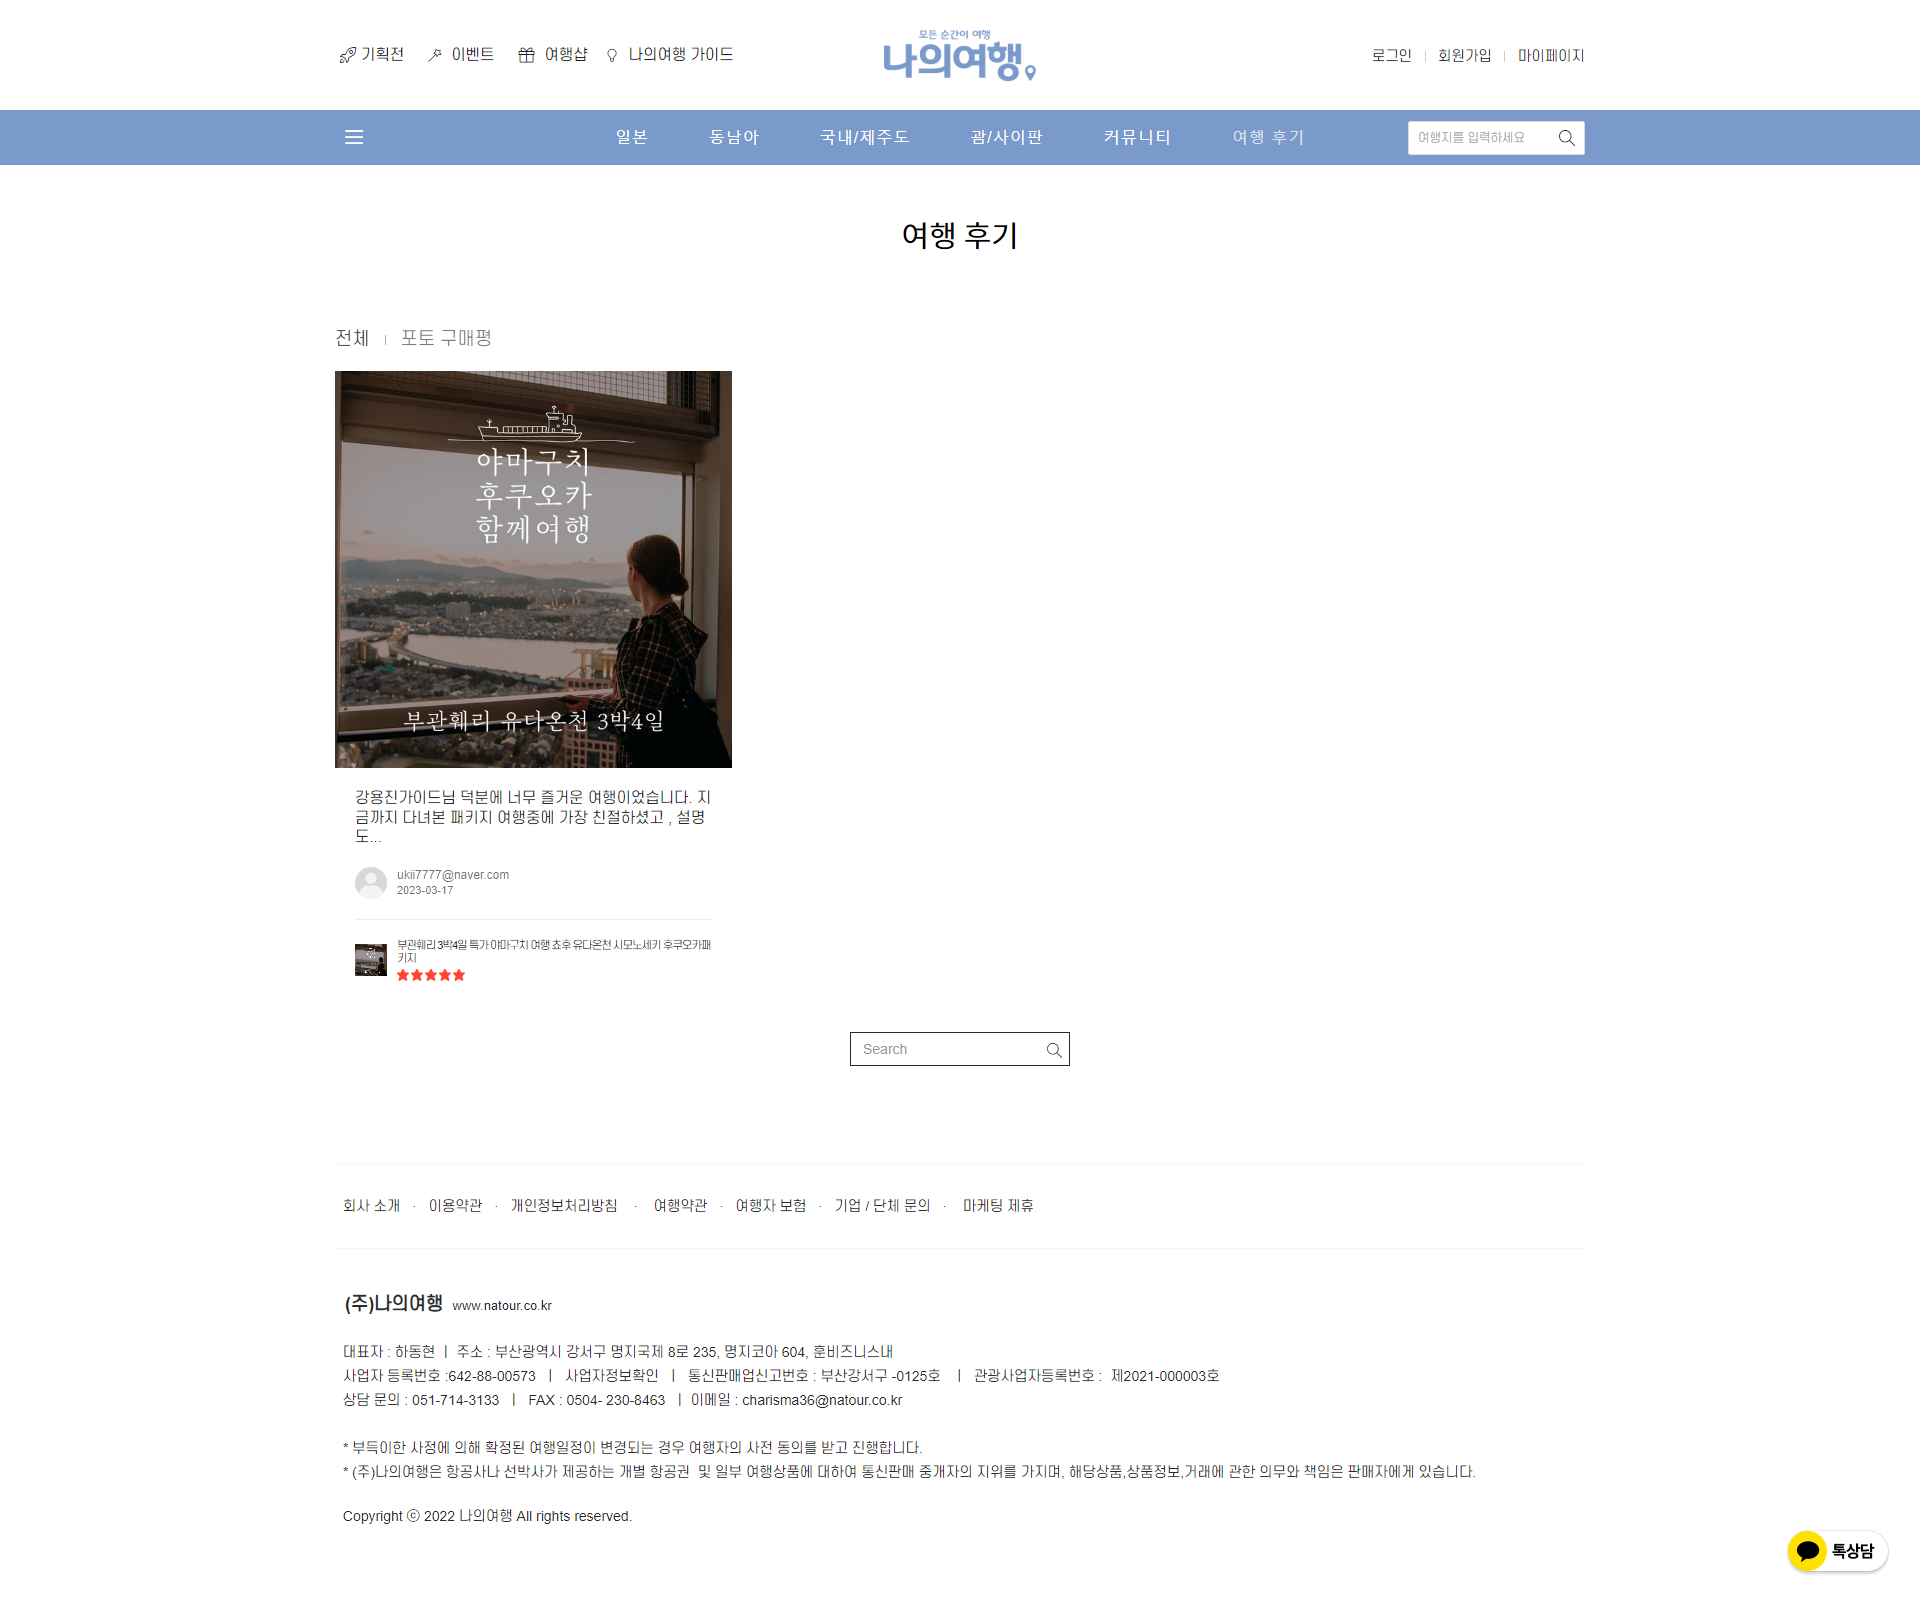 기획전
이벤트
여행샵
나의여행 가이드
모든 순간이 여행
나의여행
로그인
회원가입
마이페이지
일본
동남아
국내/제주도
괌/사이판
커뮤니티
여행 후기
여행지를 입력하세요
여행 후기
전체
포토 구매평
야마구치
후쿠오카
함께여행
부관훼리 유다온천 3박4일
강용진가이드님 덕분에 너무 즐거운 여행이었습니다. 지
금까지 다녀본 패키지 여행중에 가장 친절하셨고 , 설명
도...
ukii7777@naver.com
2023-03-17
부관훼리 3박4일 특가 야마구치 여행 쵸후 유다온천 시모노세키 후쿠오카패
키지
Search
회사 소개 · 이용약관 · 개인정보처리방침 · 여행약관 · 여행자 보험 · 기업 / 단체 문의 · 마케팅 제휴
(주)나의여행 www.natour.co.kr
대표자 : 하동현 ㅣ 주소 : 부산광역시 강서구 명지국제 8로 235, 명지코아 604, 훈비즈니스내
사업자 등록번호 :642-88-00573 ㅣ 사업자정보확인 ㅣ 통신판매업신고번호 : 부산강서구 -0125호 ㅣ 관광사업자등록번호 : 제2021-000003호
상담 문의 : 051-714-3133 ㅣ FAX : 0504- 230-8463 ㅣ 이메일 : charisma36@natour.co.kr
* 부득이한 사정에 의해 확정된 여행일정이 변경되는 경우 여행자의 사전 동의를 받고 진행합니다.
* (주)나의여행은 항공사나 선박사가 제공하는 개별 항공권 및 일부 여행상품에 대하여 통신판매 중개자의 지위를 가지며, 해당상품,상품정보,거래에 관한 의무와 책임은 판매자에게 있습니다.
Copyright ⓒ 2022 나의여행 All rights reserved.
톡상담